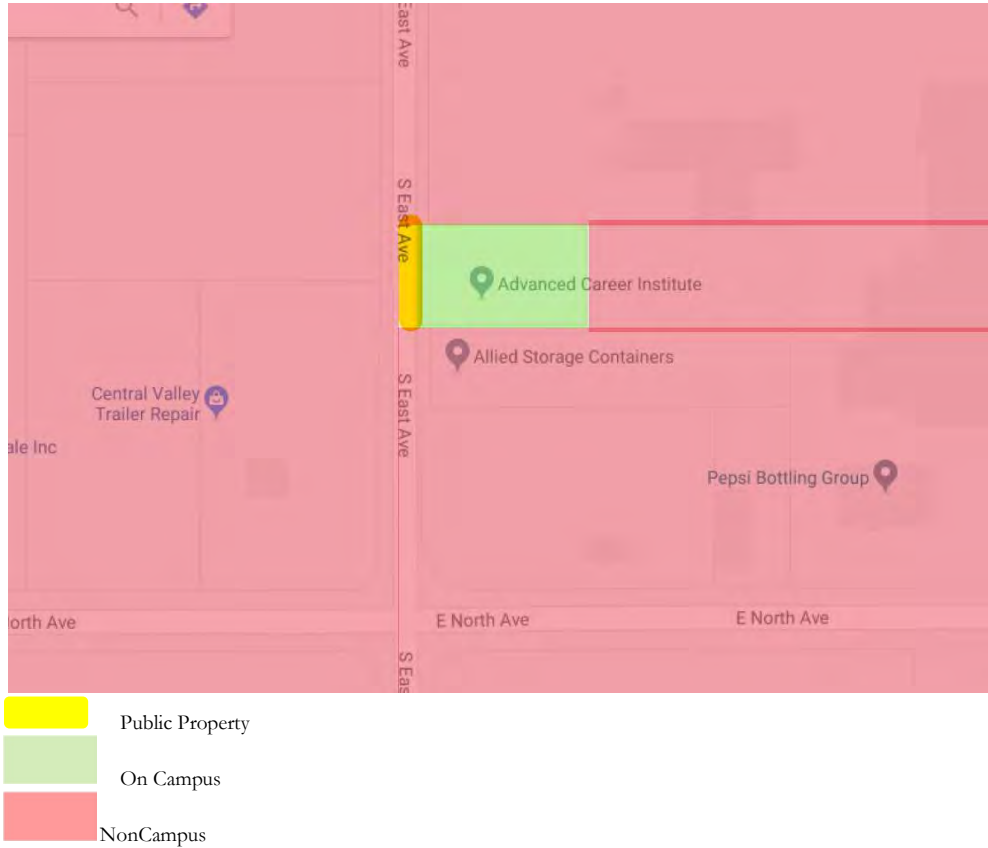 East Ave
S East Ave
Advanced Career Institute
Allied Storage Containers
S East Ave
Central Valley
Trailer Repair
ale Inc
Pepsi Bottling Group
orth Ave
E North Ave
E North Ave
S Eas
Public Property
On Campus
NonCampus